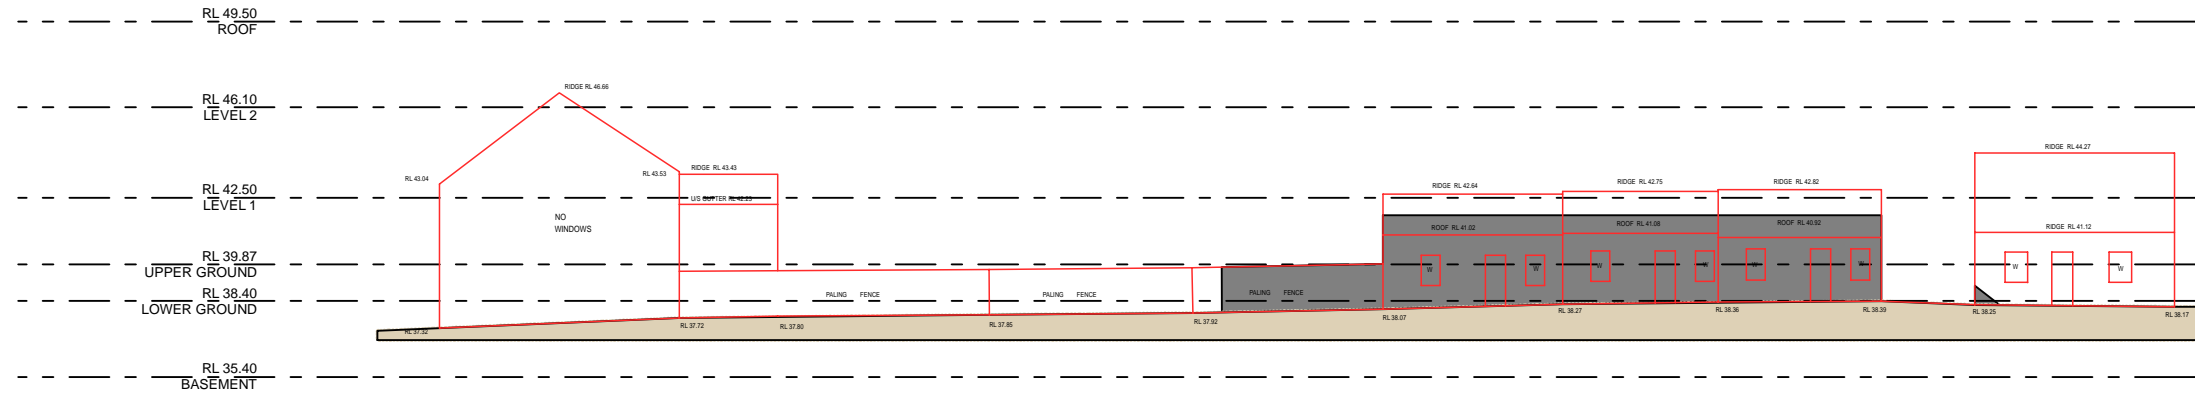 RL 49.50
ROOF
RIDGE RL 46.66
RL 46.10
LEVEL 2
RIDGE RL 44.27
RIDGE RL 43.43
RL 43.53
RL 43.04
RIDGE RL 42.64
RIDGE RL 42.75
RIDGE RL 42.82
RL 42.50
LEVEL 1
U/S GUTTER RL 42.25
NO
WINDOWS
ROOF RL 41.02
ROOF RL 41.08
ROOF RL 40.92
RIDGE RL 41.12
RL 39.87
UPPER GROUND
W
W
W
W
W
W
W
W
RL 38.40
LOWER GROUND
PALING FENCE
PALING FENCE
PALING FENCE
RL 37.32
RL 37.72
RL 37.80
RL 37.85
RL 37.92
RL 38.07
RL 38.27
RL 38.36
RL 38.39
RL 38.25
RL 38.17
RL 35.40
BASEMENT